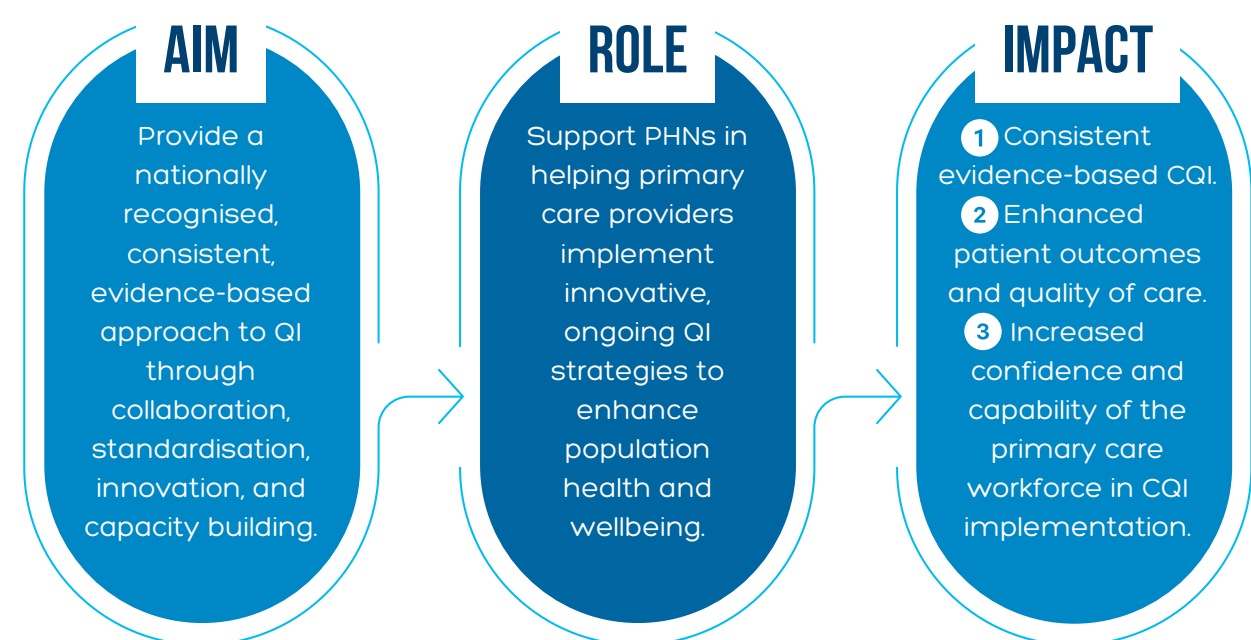 AIM
Provide a
nationally
recognised,
consistent,
evidence-based
approach to QI
through
collaboration,
standardisation,
innovation, and
capacity building.
ROLE
Support PHNs in
helping primary
care providers
implement
innovative,
ongoing QI
strategies to
enhance
population
health and
wellbeing.
IMPACT
1 Consistent
evidence-based CQI.
2 Enhanced
patient outcomes
and quality of care.
3 Increased
confidence and
capability of the
primary care
workforce in CQI
implementation.